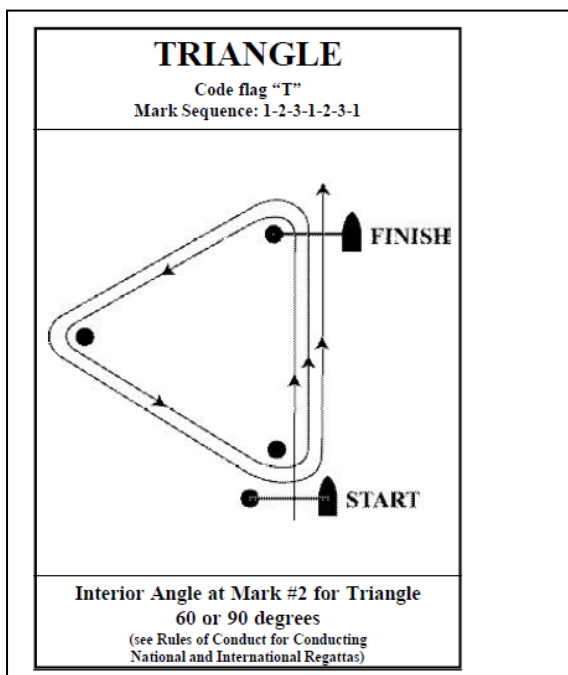 TRIANGLE
Code flag “T”
Mark Sequence: 1-2-3-1-2-3-1
FINISH
START
Interior Angle at Mark #2 for Triangle
60 or 90 degrees
(see Rules of Conduct for Conducting
National and International Regattas)